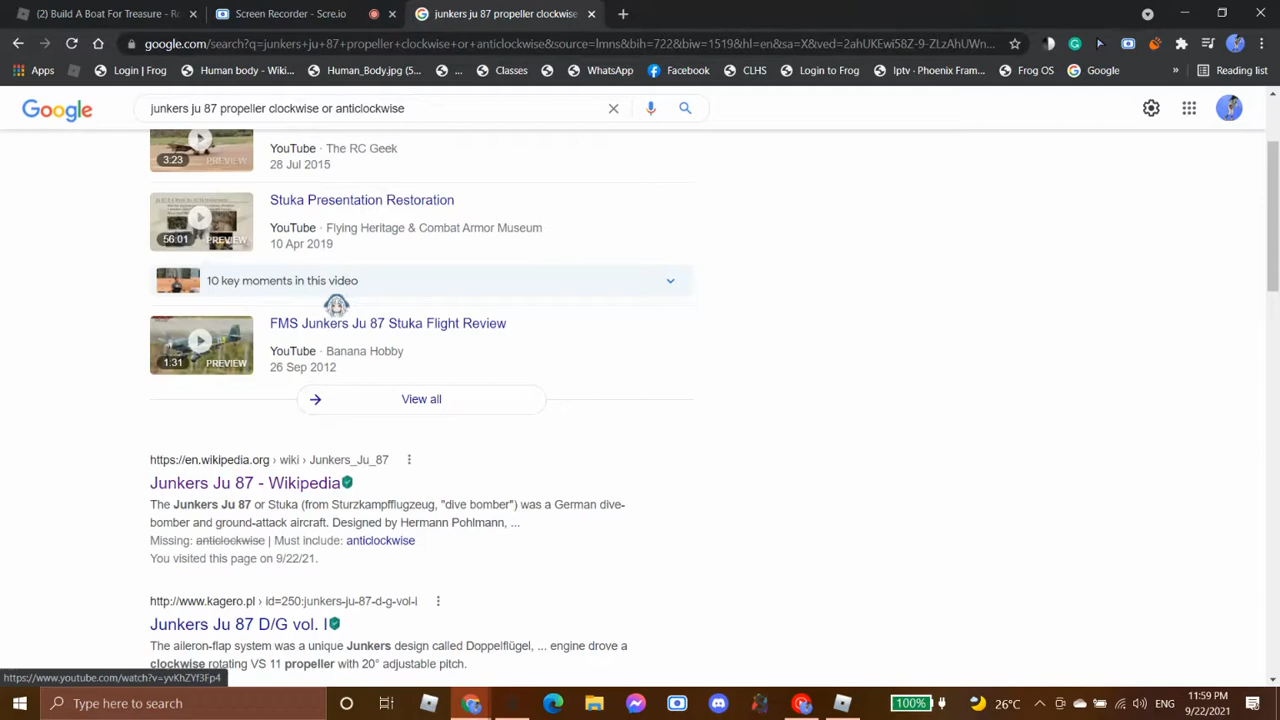 (2) Build A Boat For Treasure - Ro
Screen Recorder - Scre.io
junkers ju 87 propeller clockwise
google.com/search?q=junkers+ju+87+propeller+clockwise+or+anticlockwise&source=lmns&bih=722&biw=1519&hl=en&sa=X&ved=2ahUKEwi58Z-9-ZLzAhUWn...
Apps
Login | Frog
Human body - Wiki...
Human_Body.jpg (2...
...
Classes
WhatsApp
Facebook
CLHS
Login to Frog
Iptv - Phoenix Fram...
Frog OS
Google
»
Reading list
Google
junkers ju 87 propeller clockwise or anticlockwise
3:23
PREVIEW
YouTube · The RC Geek
28 Jul 2015
Stuka Presentation Restoration
56:01
PREVIEW
YouTube · Flying Heritage & Combat Armor Museum
10 Apr 2019
10 key moments in this video
FMS Junkers Ju 87 Stuka Flight Review
1:31
PREVIEW
YouTube · Banana Hobby
26 Sep 2012
View all
https://en.wikipedia.org › wiki › Junkers_Ju_87
Junkers Ju 87 - Wikipedia
The Junkers Ju 87 or Stuka (from Sturzkampfflugzeug, "dive bomber") was a German dive-
bomber and ground-attack aircraft. Designed by Hermann Pohlmann, ...
Missing: anticlockwise | Must include: anticlockwise
You visited this page on 9/22/21.
http://www.kagero.pl › id=250:junkers-ju-87-d-g-vol-i
Junkers Ju 87 D/G vol. I
The aileron-flap system was a unique Junkers design called Doppelflügel, ... engine drove a
clockwise rotating VS 11 propeller with 20° adjustable pitch.
https://www.youtube.com/watch?v=yvKhZYf3Fp4
Type here to search
100%
26°C
ENG
11:59 PM
9/22/2021